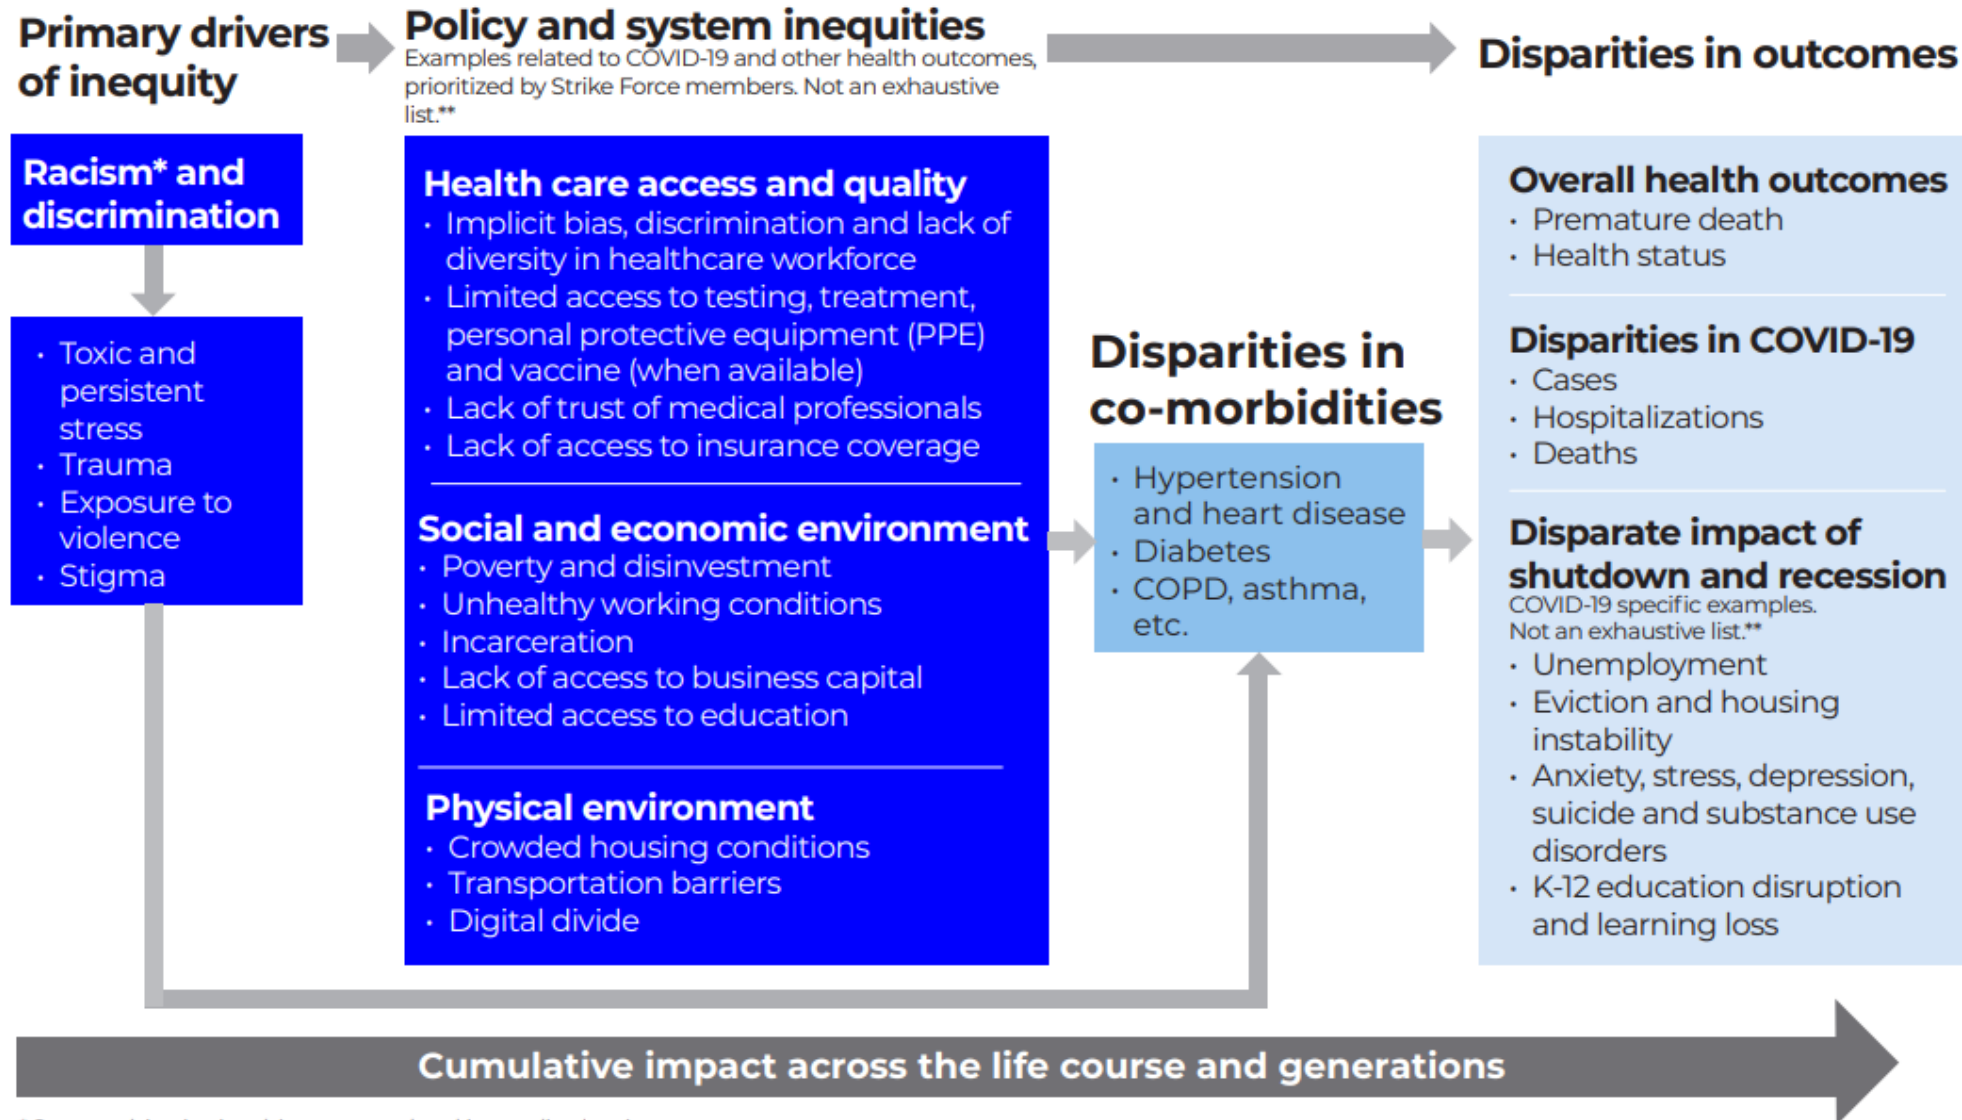 Primary drivers
of inequity
Policy and system inequities
Examples related to COVID-19 and other health outcomes,
prioritized by Strike Force members. Not an exhaustive
list.**
Disparities in outcomes
Racism* and
discrimination
• Toxic and
persistent
stress
• Trauma
• Exposure to
violence
• Stigma
Health care access and quality
• Implicit bias, discrimination and lack of
diversity in healthcare workforce
• Limited access to testing, treatment,
personal protective equipment (PPE)
and vaccine (when available)
• Lack of trust of medical professionals
• Lack of access to insurance coverage
Social and economic environment
• Poverty and disinvestment
• Unhealthy working conditions
• Incarceration
• Lack of access to business capital
• Limited access to education
Physical environment
• Crowded housing conditions
• Transportation barriers
• Digital divide
Disparities in
co-morbidities
• Hypertension
and heart disease
• Diabetes
• COPD, asthma,
etc.
Overall health outcomes
• Premature death
• Health status
Disparities in COVID-19
• Cases
• Hospitalizations
• Deaths
Disparate impact of
shutdown and recession
COVID-19 specific examples.
Not an exhaustive list.**
• Unemployment
• Eviction and housing
instability
• Anxiety, stress, depression,
suicide and substance use
disorders
• K-12 education disruption
and learning loss
Cumulative impact across the life course and generations